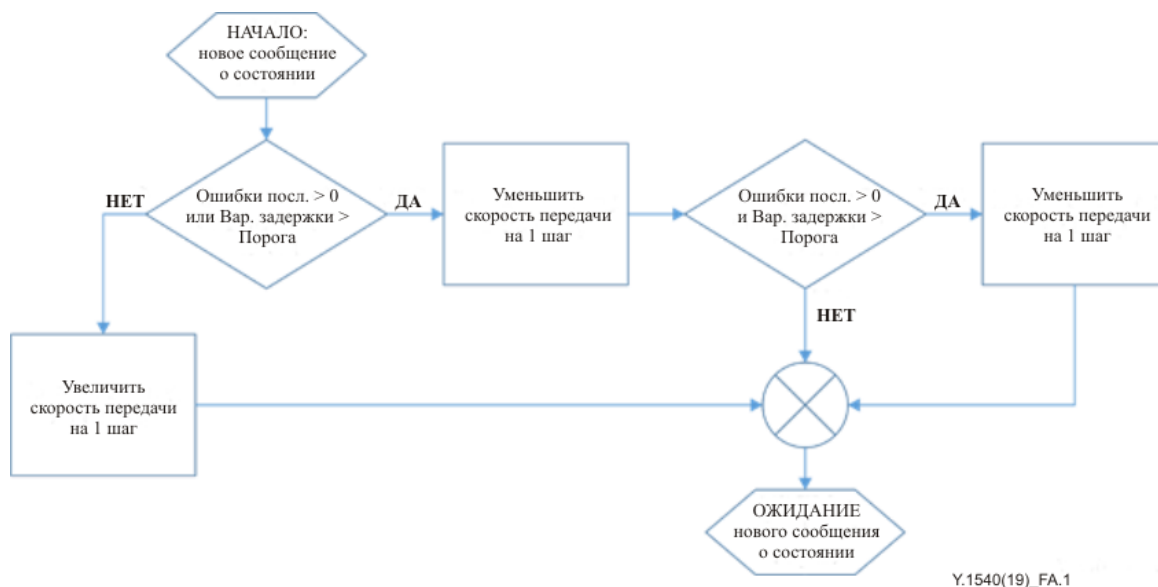 НАЧАЛО:
новое сообщение
о состоянии
Ошибки посл. > 0
или Вар. задержки >
Порога
НЕТ
ДА
Уменьшить
скорость передачи
на 1 шаг
Ошибки посл. > 0
и Вар. задержки >
Порога
ДА
Уменьшить
скорость передачи
на 1 шаг
НЕТ
Увеличить
скорость передачи
на 1 шаг
ОЖИДАНИЕ
нового сообщения
о состоянии
Y.1540(19)_FA.1